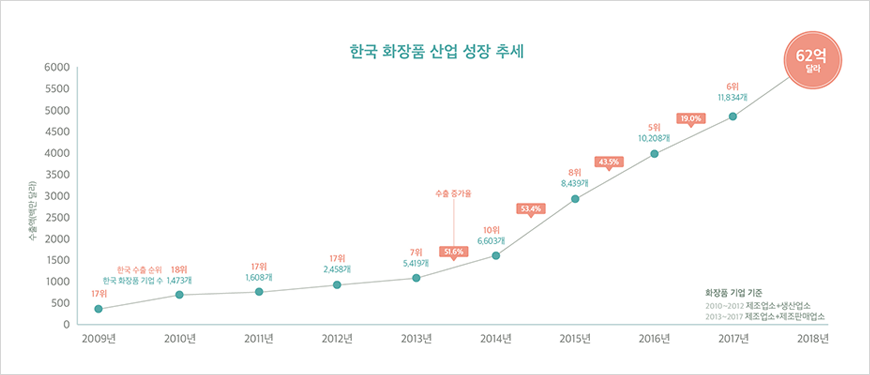 한국 화장품 산업 성장 추세
62억
달러
수출액(백만 달러)
6000
5500
5000
4500
4000
3500
3000
2500
2000
1500
1000
500
0
수출 증가율
한국 수출 순위
한국 화장품 기업 수
17위
18위
1,473개
17위
1,608개
17위
2,458개
7위
5,419개
51.6%
10위
6,603개
53.4%
8위
8,439개
43.5%
5위
10,208개
19.0%
6위
11,834개
화장품 기업 기준
2010~2012 제조업소+생산업소
2013~2017 제조업소+제조판매업소
2009년 2010년 2011년 2012년 2013년 2014년 2015년 2016년 2017년 2018년